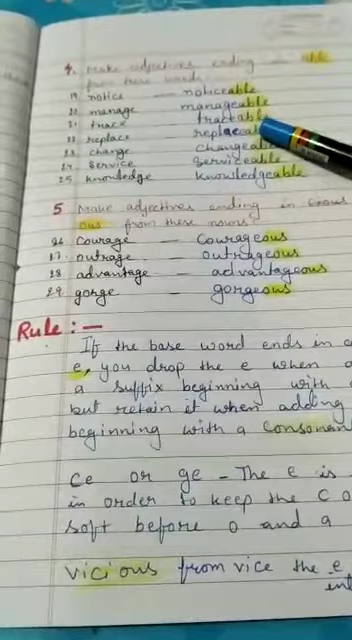 4. Make adjectives ending - able
from these words
19 notice — noticeable
20 manage manageable
21 trace traceable
22 replace replaceab
23 change changeable
24 service serviceable
25 knowledge knowledgeable
5 Make adjectives ending in
ous from these nouns
26 courage — Courageous
27. outrage — outrageous
28 advantage — advantageous
29. gorge — gorgeous
Rule: —
If the base word ends in
e, you drop the e when
a suffix beginning with
but retain it when adding
beginning with a consonan
Ce or ge - The e is
in order to keep the C o
soft before o and a
vicious from vice the e